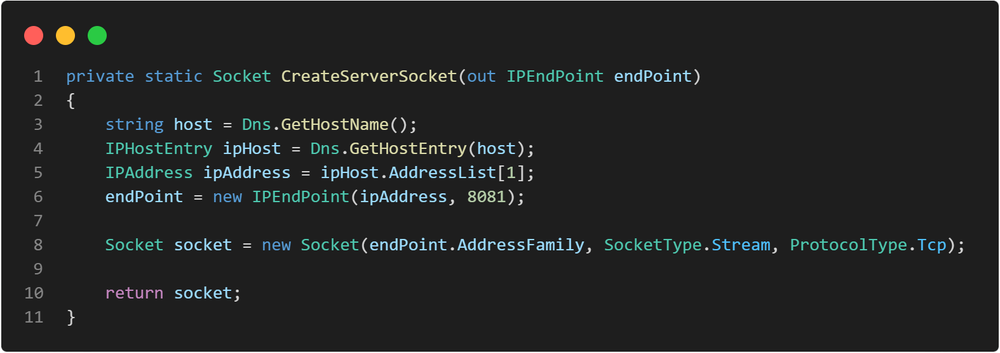 1 private static Socket CreateServerSocket(out IPEndPoint endPoint)
2 {
3     string host = Dns.GetHostName();
4     IPHostEntry ipHost = Dns.GetHostEntry(host);
5     IPAddress ipAddress = ipHost.AddressList[1];
6     endPoint = new IPEndPoint(ipAddress, 8081);
7
8     Socket socket = new Socket(endPoint.AddressFamily, SocketType.Stream, ProtocolType.Tcp);
9
10     return socket;
11 }